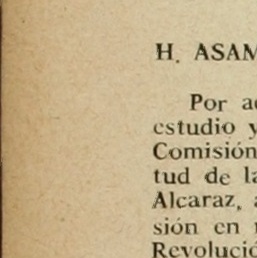 H. ASAM
Por a
estudio y
Comisión
tud de la
Alcaraz, a
sión en
Revolució